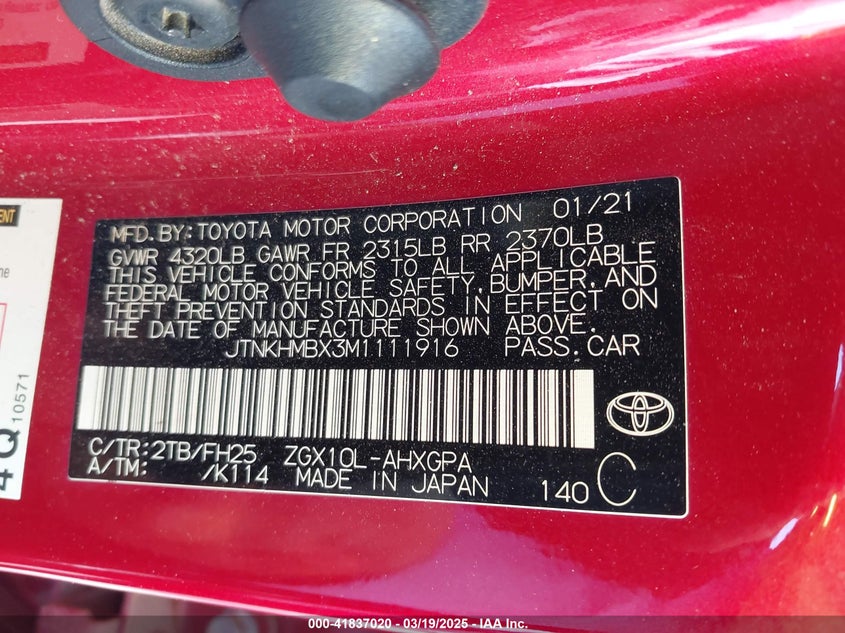 MFD.BY:TOYOTA MOTOR CORPORATION 01/21
GVWR 4320LB GAWR FR 2315LB RR 2370LB
THIS VEHICLE CONFORMS TO ALL APPLICABLE
FEDERAL MOTOR VEHICLE SAFETY,BUMPER,AND
THEFT PREVENTION STANDARDS IN EFFECT ON
THE DATE OF MANUFACTURE SHOWN ABOVE.
JTNKHMBX3M1111916 PASS.CAR
C/TR:2TB/FH25 ZGX10L-AHXGPA
A/TM: /K114 MADE IN JAPAN 140 C
4Q 10571
000-41837020 - 03/19/2025 - IAA Inc.